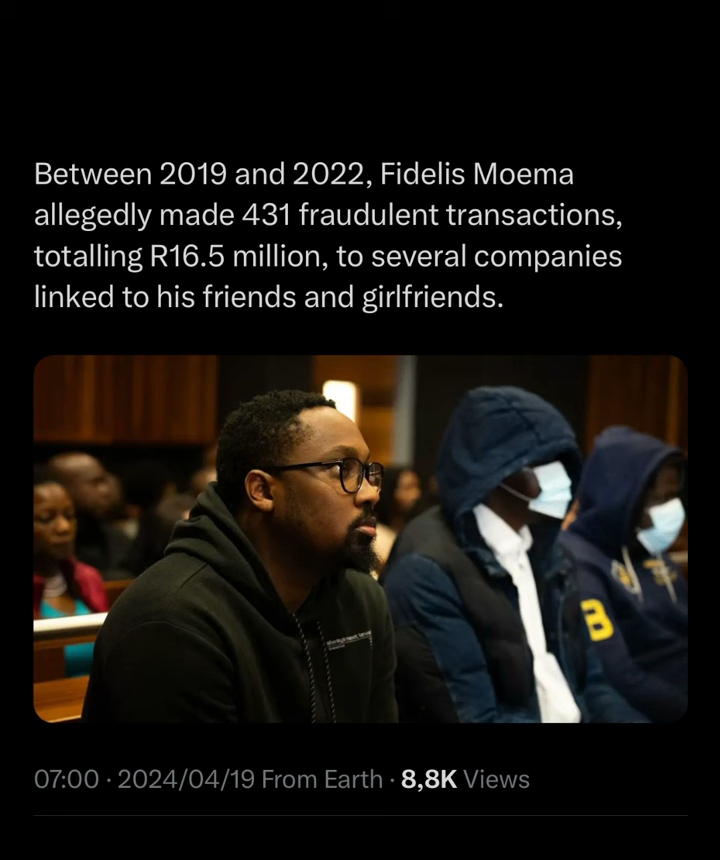 Between 2019 and 2022, Fidelis Moema
allegedly made 431 fraudulent transactions,
totalling R16.5 million, to several companies
linked to his friends and girlfriends.
B
07:00 · 2024/04/19 From Earth · 8,8K Views